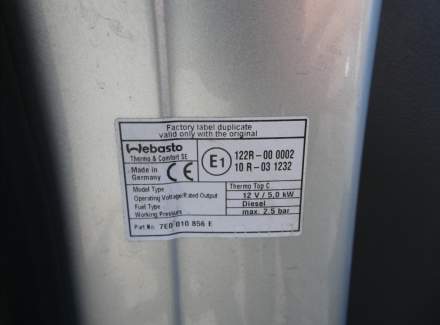 Factory label duplicate
valid only with the original
Webasto
Thermo & Comfort SE
Made in
Germany
CE
E1
122R-00 0002
10 R-03 1232
Model Type
Thermo Top C
Operating Voltage/Rated Output
12 V / 5,0 kW
Fuel Type
Diesel
Working Pressure
max. 2,5 bar
Part No. 7E0 010 856 E